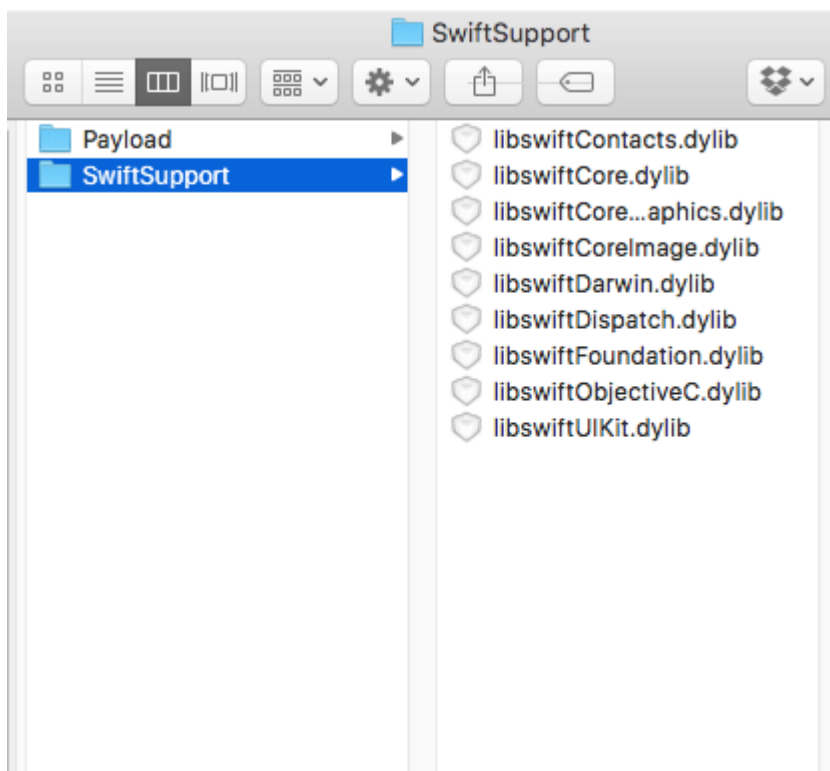 SwiftSupport
Payload
SwiftSupport
libswiftContacts.dylib
libswiftCore.dylib
libswiftCore...aphics.dylib
libswiftCoreImage.dylib
libswiftDarwin.dylib
libswiftDispatch.dylib
libswiftFoundation.dylib
libswiftObjectiveC.dylib
libswiftUIKit.dylib